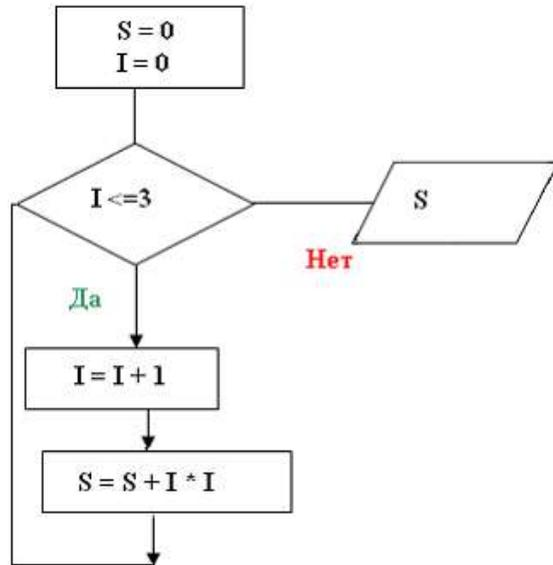 S = 0
I = 0
I <=3
S
Нет
Да
I = I + 1
S = S + I * I